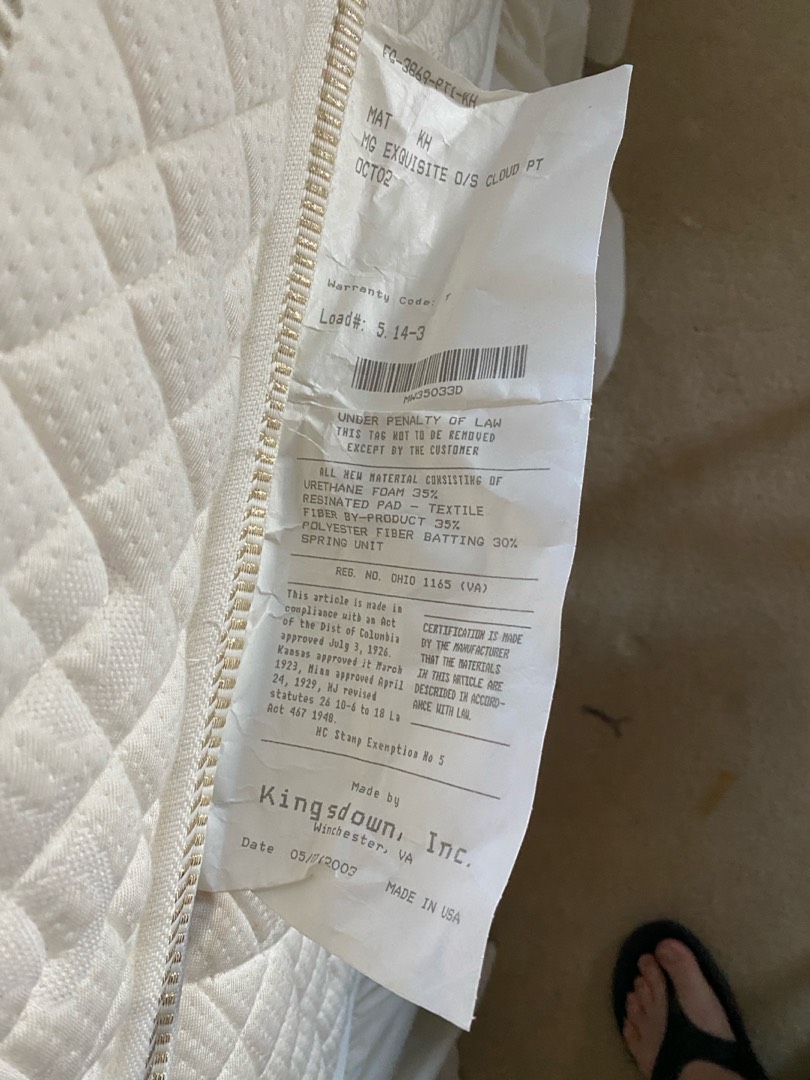 FG-3869-PTI-KH
MAT KH
MG EXQUISITE O/S CLOUD PT
OCT02
Warranty Code:
Load#: 5.14-3
MW35033D
UNDER PENALTY OF LAW
THIS TAG NOT TO BE REMOVED
EXCEPT BY THE CUSTOMER
ALL NEW MATERIAL CONSISTING OF
URETHANE FOAM 35%
RESINATED PAD - TEXTILE
FIBER BY-PRODUCT 35%
POLYESTER FIBER BATTING 30%
SPRING UNIT
REG. NO. OHIO 1165 (VA)
This article is made in
compliance with an Act
of the Dist of Columbia
approved July 3, 1926.
Kansas approved it March
1923, Minn approved April
24, 1929, NJ revised
statutes 26 10-6 to 18 La
Act 467 1948.
CERTIFICATION IS MADE
BY THE MANUFACTURER
THAT THE MATERIALS
IN THIS ARTICLE ARE
DESCRIBED IN ACCORD-
ANCE WITH LAW.
NC Stamp Exemption No 5
Made by
Kingsdown, Inc.
Winchester, VA
Date
MADE IN USA